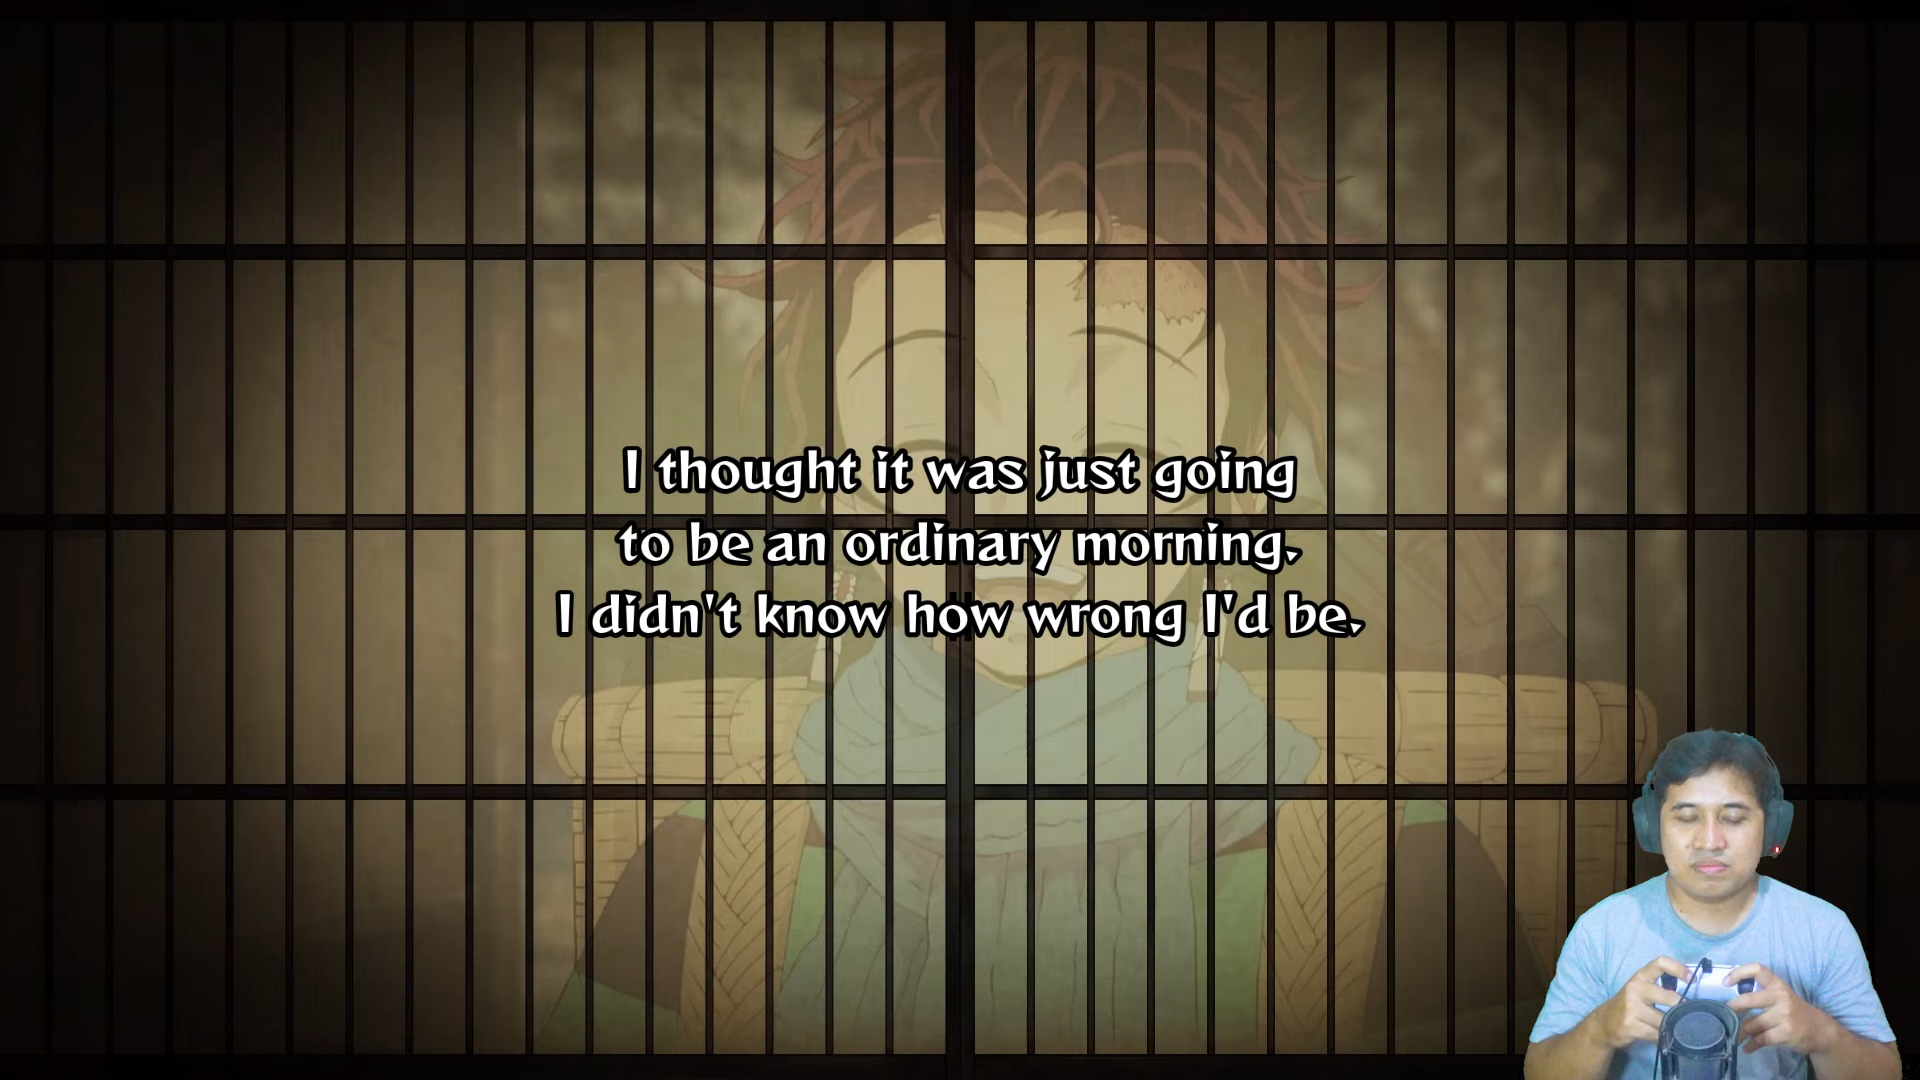 I thought it was just going
to be an ordinary morning.
I didn't know how wrong I'd be.